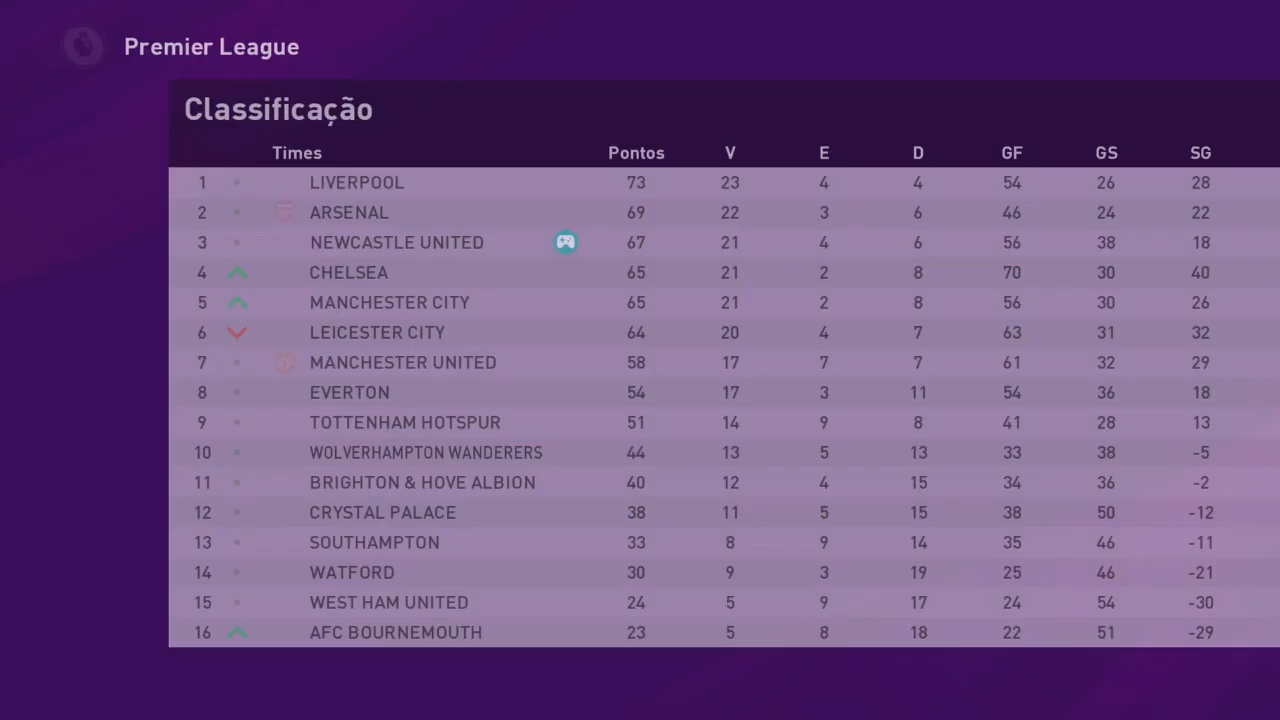 Premier League
Classificação
Times Pontos V E D GF GS SG
1 LIVERPOOL 73 23 4 4 54 26 28
2 ARSENAL 69 22 3 6 46 24 22
3 NEWCASTLE UNITED 67 21 4 6 56 38 18
4 CHELSEA 65 21 2 8 70 30 40
5 MANCHESTER CITY 65 21 2 8 56 30 26
6 LEICESTER CITY 64 20 4 7 63 31 32
7 MANCHESTER UNITED 58 17 7 7 61 32 29
8 EVERTON 54 17 3 11 54 36 18
9 TOTTENHAM HOTSPUR 51 14 9 8 41 28 13
10 WOLVERHAMPTON WANDERERS 44 13 5 13 33 38 -5
11 BRIGHTON & HOVE ALBION 40 12 4 15 34 36 -2
12 CRYSTAL PALACE 38 11 5 15 38 50 -12
13 SOUTHAMPTON 33 8 9 14 35 46 -11
14 WATFORD 30 9 3 19 25 46 -21
15 WEST HAM UNITED 24 5 9 17 24 54 -30
16 AFC BOURNEMOUTH 23 5 8 18 22 51 -29